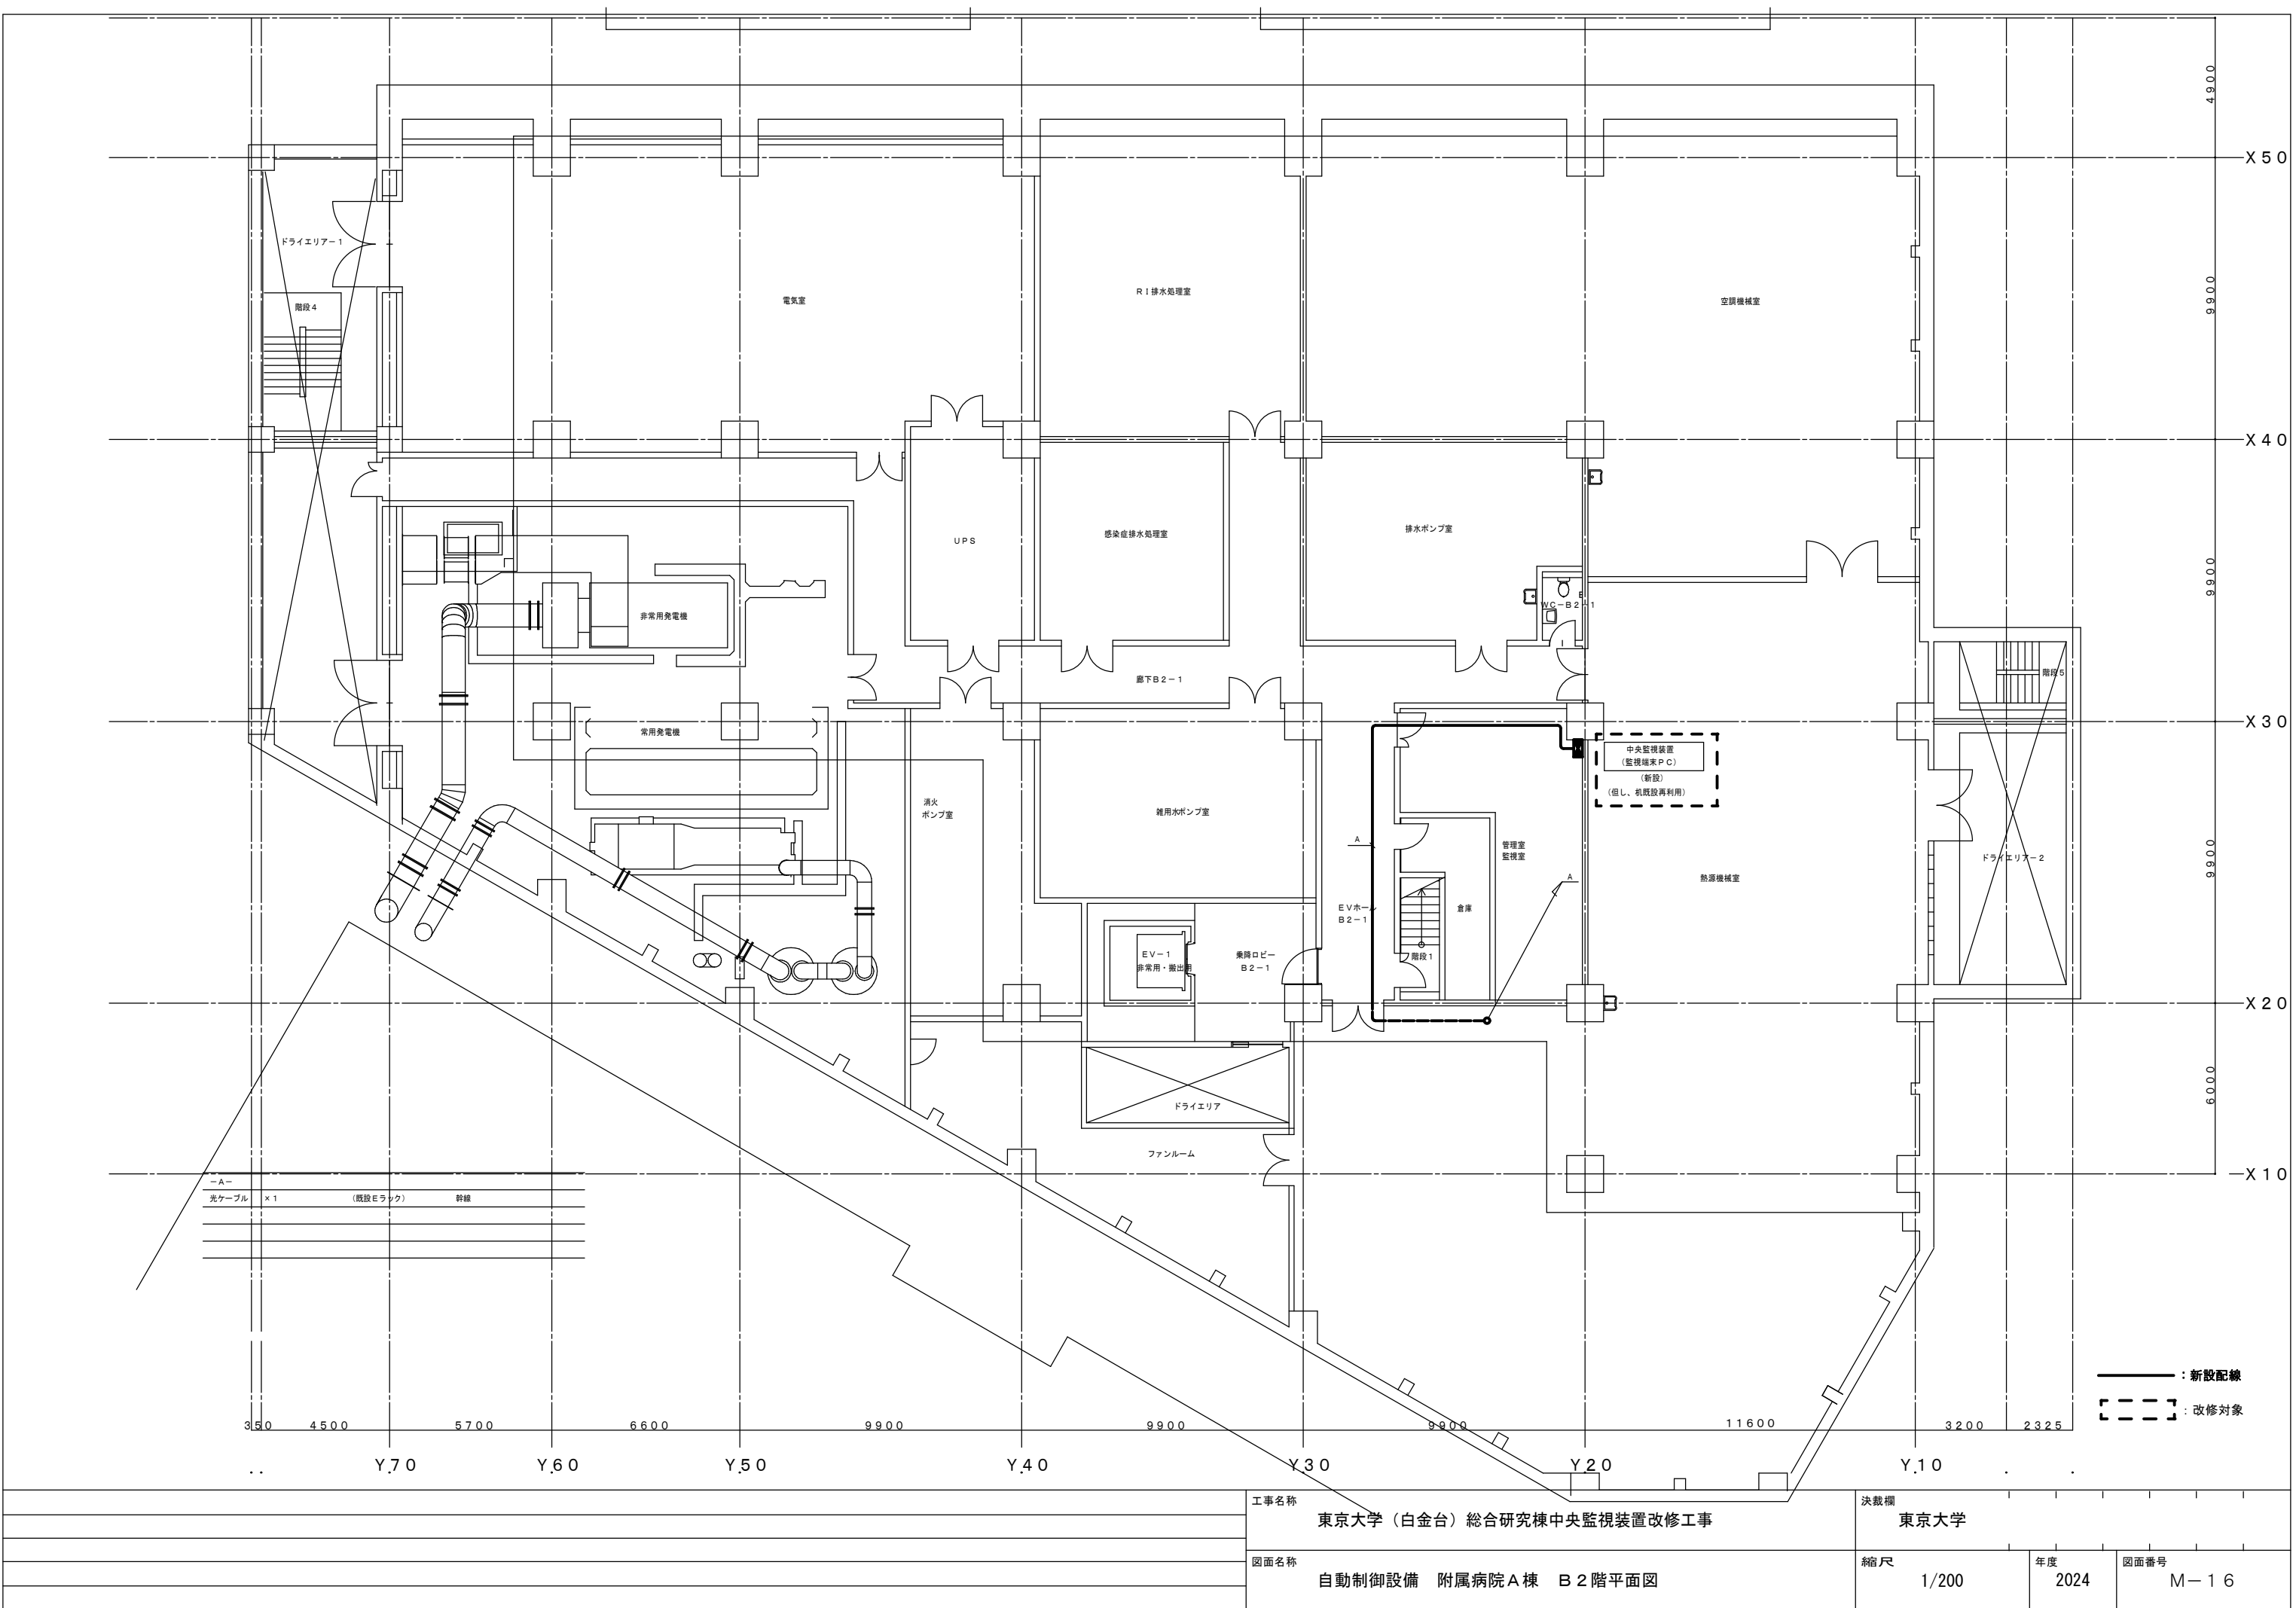 4900
X50
ドライエリアー1
階段4
電気室
RI排水処理室
空調機械室
9900
X40
UPS
感染症排水処理室
排水ポンプ室
WC-B2-1
非常用発電機
9900
廊下B2-1
階段5
X30
常用発電機
中央監視装置
(監視端末PC)
(新設)
(但し、机既設再利用)
消火
ポンプ室
雑用水ポンプ室
A
管理室
監視室
9900
ドライエリアー2
熱源機械室
A
EVホール
B2-1
倉庫
EV-1
非常用・搬出用
乗降ロビー
B2-1
階段1
X20
6000
ドライエリア
ファンルーム
X10
-A-
光ケーブル ×1 (既設Eラック) 幹線
:新設配線
:改修対象
350 4500 5700 6600 9900 9900 9900 11600 3200 2325
Y.70 Y.60 Y.50 Y.40 Y.30 Y.20 Y.10
工事名称
東京大学(白金台)総合研究棟中央監視装置改修工事
決裁欄
東京大学
図面名称
自動制御設備 附属病院A棟 B2階平面図
縮尺
1/200
年度
2024
図面番号
M-16